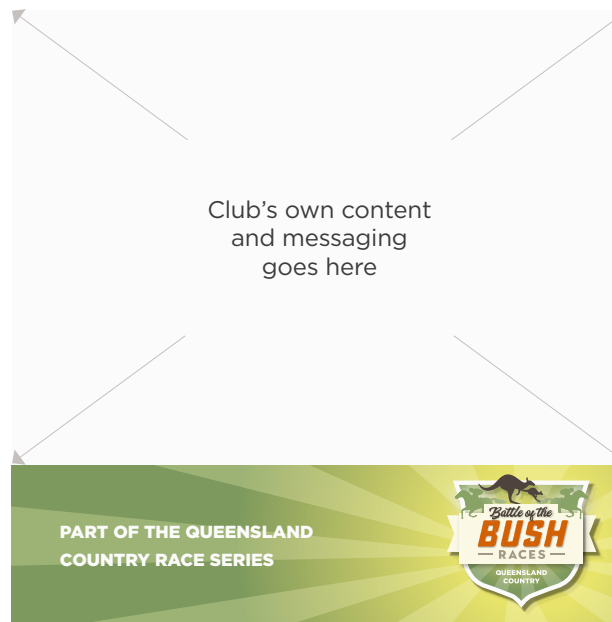 Club’s own content
and messaging
goes here
PART OF THE QUEENSLAND
COUNTRY RACE SERIES
Battle of the
BUSH
RACES
QUEENSLAND
COUNTRY